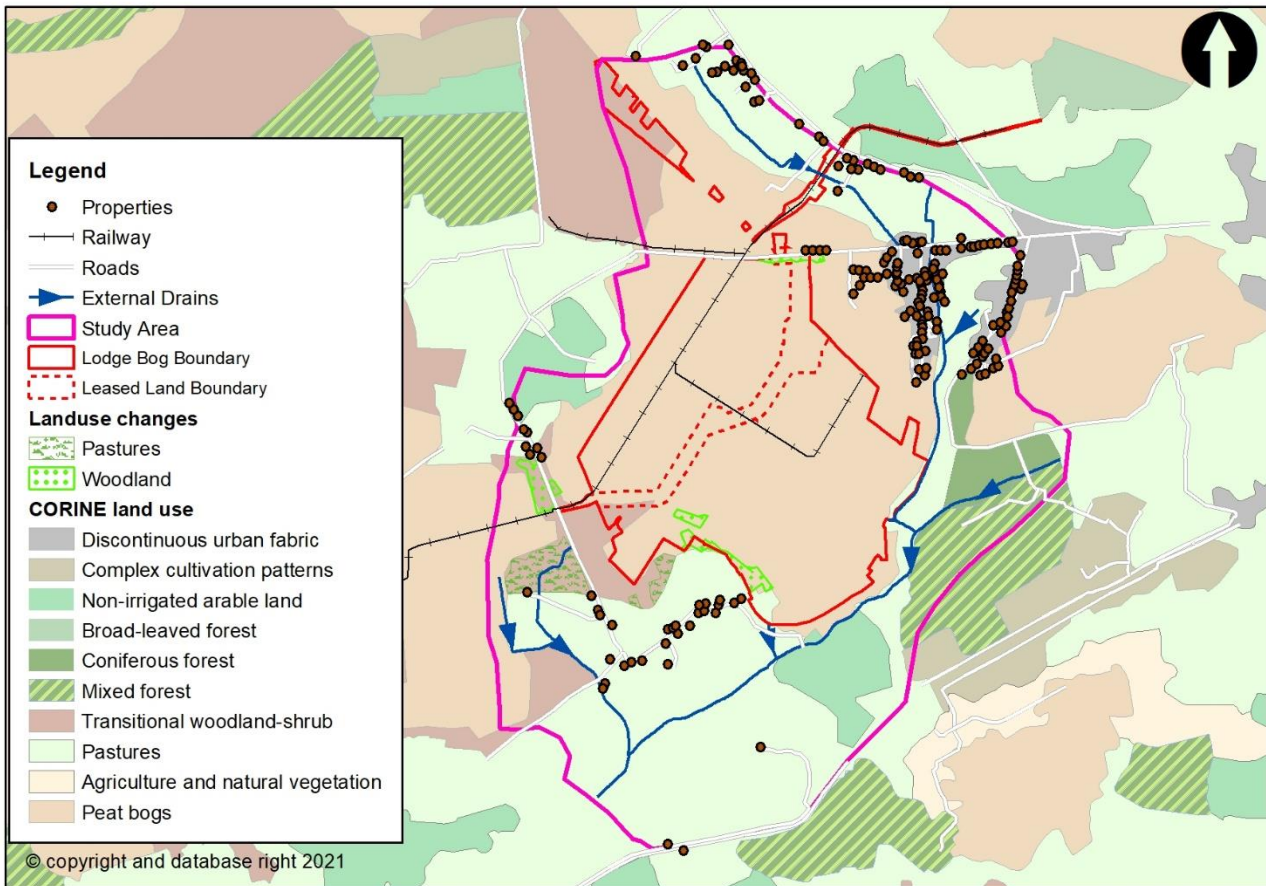 Legend
Properties
Railway
Roads
External Drains
Study Area
Lodge Bog Boundary
Leased Land Boundary
Landuse changes
Pastures
Woodland
CORINE land use
Discontinuous urban fabric
Complex cultivation patterns
Non-irrigated arable land
Broad-leaved forest
Coniferous forest
Mixed forest
Transitional woodland-shrub
Pastures
Agriculture and natural vegetation
Peat bogs
© copyright and database right 2021